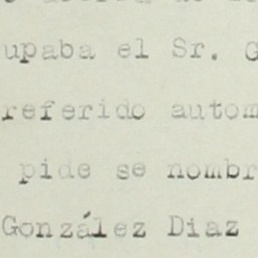 upaba el Sr. G
referido autom
pide se nombr
González Diaz